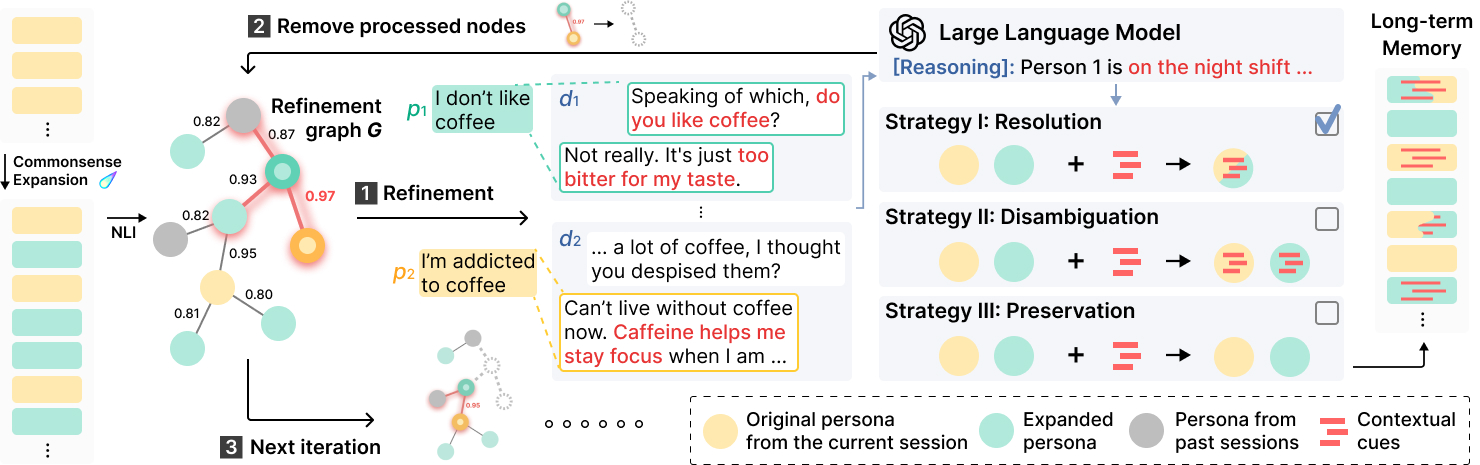 2 Remove processed nodes
0.97
Commonsense
Expansion
NLI
Refinement
graph G
0.82
0.87
0.93
0.97
0.82
0.95
0.81
0.80
1 Refinement
p1 I don't like
coffee
d1
Speaking of which, do
you like coffee?
Not really. It's just too
bitter for my taste.
p2 I'm addicted
to coffee
d2
... a lot of coffee, I thought
you despised them?
Can't live without coffee
now. Caffeine helps me
stay focus when I am ...
3 Next iteration
0.95
Large Language Model
[Reasoning]: Person 1 is on the night shift ...
Strategy I: Resolution
+
Strategy II: Disambiguation
+
Strategy III: Preservation
+
Long-term
Memory
Original persona
from the current session
Expanded
persona
Persona from
past sessions
Contextual
cues